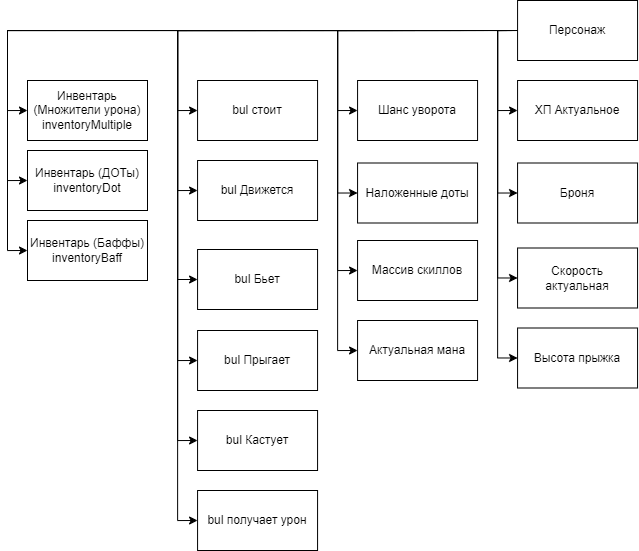 Персонаж
Инвентарь
(Множители урона)
inventoryMultiple
Инвентарь (ДОТы)
inventoryDot
Инвентарь (Баффы)
inventoryBaff
bul стоит
bul Движется
bul Бьет
bul Прыгает
bul Кастует
bul получает урон
Шанс уворота
Наложенные доты
Массив скиллов
Актуальная мана
ХП Актуальное
Броня
Скорость
актуальная
Высота прыжка